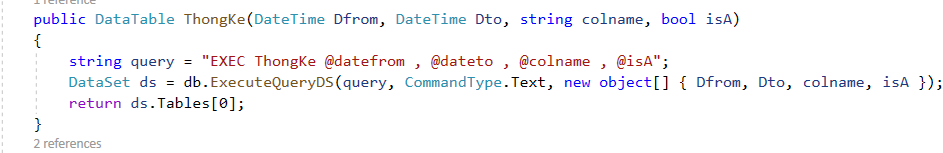 1 reference
public DataTable ThongKe(DateTime Dfrom, DateTime Dto, string colname, bool isA)
{
string query = "EXEC ThongKe @datefrom , @dateto , @colname , @isA";
DataSet ds = db.ExecuteQueryDS(query, CommandType.Text, new object[] { Dfrom, Dto, colname, isA });
return ds.Tables[0];
}
2 references